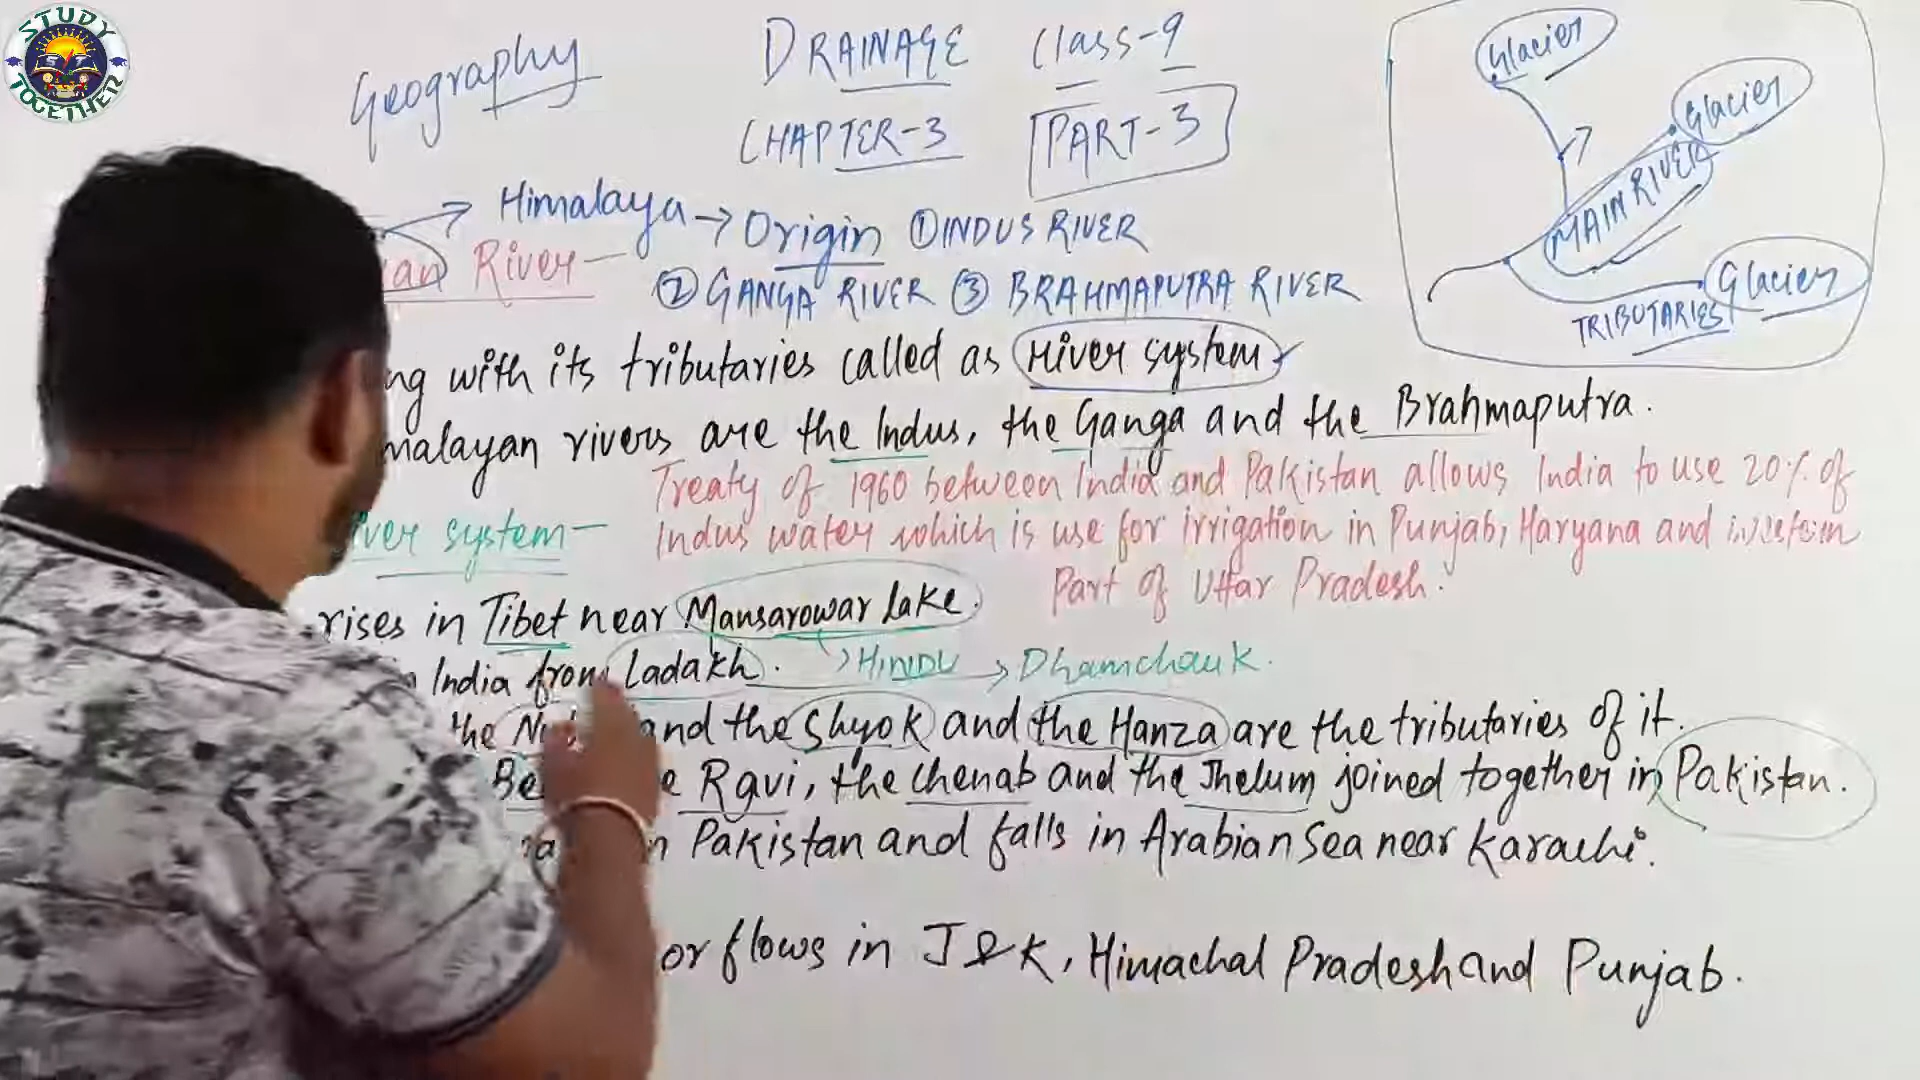 STUDY
ST
TOGETHER
Geography
DRAINAGE Class-9
CHAPTER-3 PART-3
Himalaya → Origin ① INDUS RIVER
an River —
② GANGA RIVER ③ BRAHMAPUTRA RIVER
ng with its tributaries called as river system
malayan rivers are the Indus, the Ganga and the Brahmaputra.
Treaty of 1960 between India and Pakistan allows India to use 20% of
iver system — Indus water which is use for irrigation in Punjab, Haryana and western
Part of Uttar Pradesh.
rises in Tibet near Mansarowar Lake.
India from Ladakh. → HINDU → Dhamchauk.
the and the Shyok and the Hanza are the tributaries of it.
Be e Ravi, the Chenab and the Jhelum joined together in Pakistan.
n Pakistan and falls in Arabian Sea near Karachi.
or flows in J&K, Himachal Pradesh and Punjab.
Glacier
Glacier
MAIN RIVER
Glacier
TRIBUTARIES